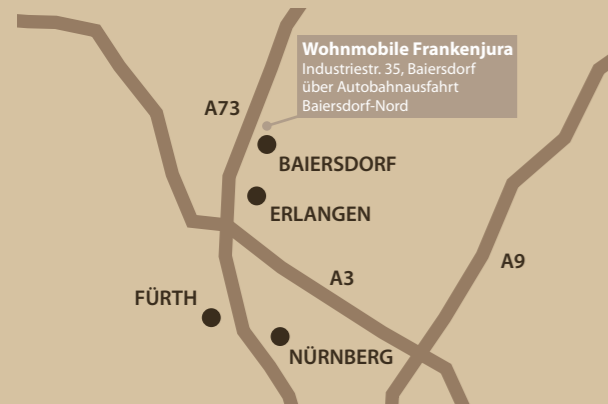 Wohnmobile Frankenjura
Industriestr. 35, Baiersdorf
über Autobahnausfahrt
Baiersdorf-Nord
A73
BAIERSDORF
ERLANGEN
A9
A3
FÜRTH
NÜRNBERG